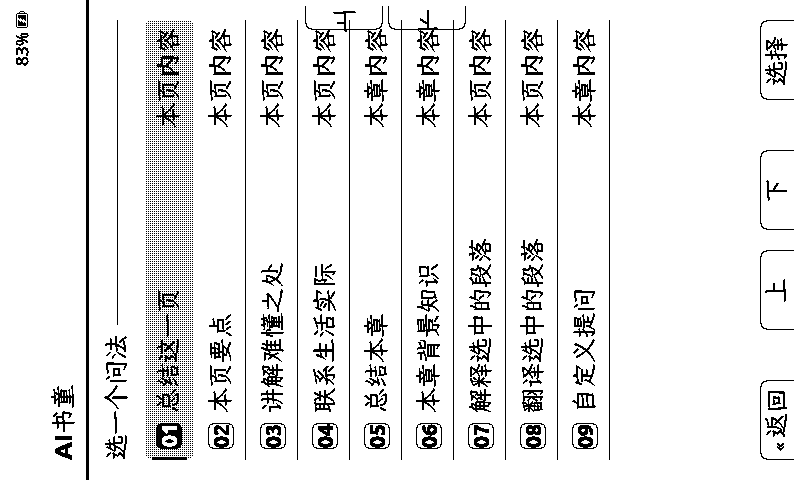 83%
AI书童
选一个问法
01 总结这一页 本页内容
02 本页要点 本页内容
03 讲解难懂之处 本页内容
04 联系生活实际 本页内容
05 总结本章 本章内容
06 本章背景知识 本章内容
07 解释选中的段落 本页内容
08 翻译选中的段落 本页内容
09 自定义提问 本章内容
«返回 上 下 选择